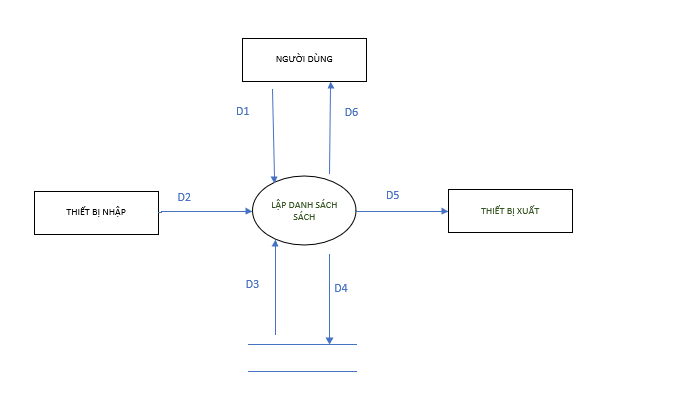 NGƯỜI DÙNG
D1
D6
D2
D5
THIẾT BỊ NHẬP
LẬP DANH SÁCH
SÁCH
THIẾT BỊ XUẤT
D3
D4